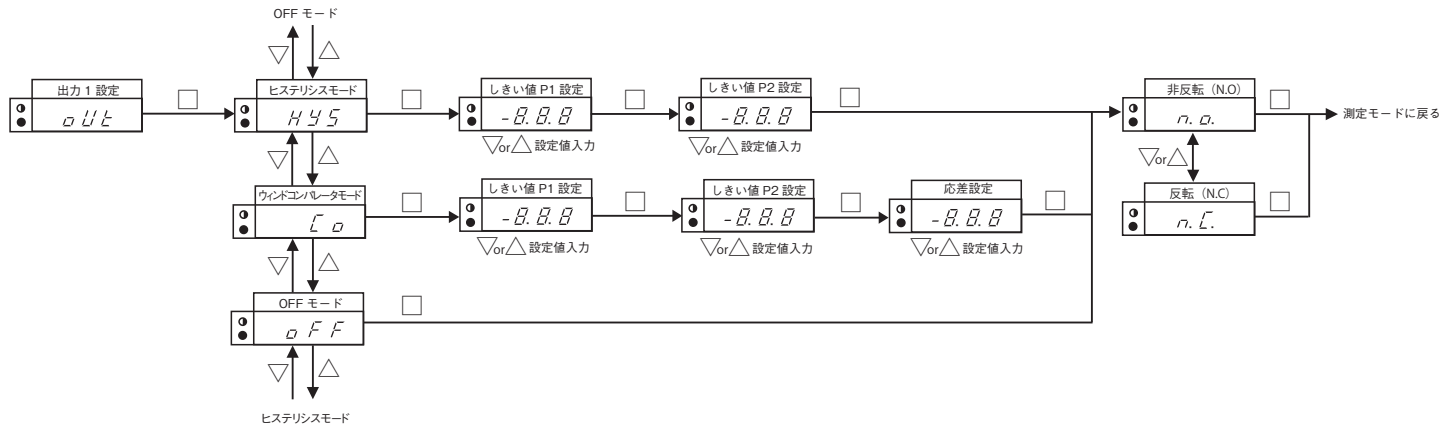 OFF モード
出力 1 設定
oUt
ヒステリシスモード
HYS
しきい値 P1 設定
-8.8.8
▽or△ 設定値入力
しきい値 P2 設定
-8.8.8
▽or△ 設定値入力
非反転（N.O）
n.o.
▽or△
測定モードに戻る
ウィンドコンパレータモード
Co
しきい値 P1 設定
-8.8.8
▽or△ 設定値入力
しきい値 P2 設定
-8.8.8
▽or△ 設定値入力
応差設定
-8.8.8
▽or△ 設定値入力
反転（N.C）
n.C.
OFF モード
oFF
ヒステリシスモード